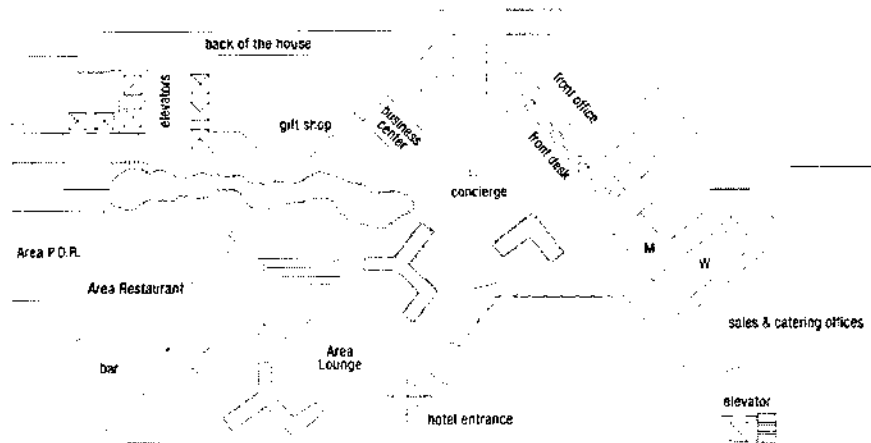 back of the house
elevators
gift shop
business
center
front office
front desk
concierge
M
W
Area P.D.R.
Area Restaurant
sales & catering offices
bar
Area
Lounge
elevator
hotel entrance